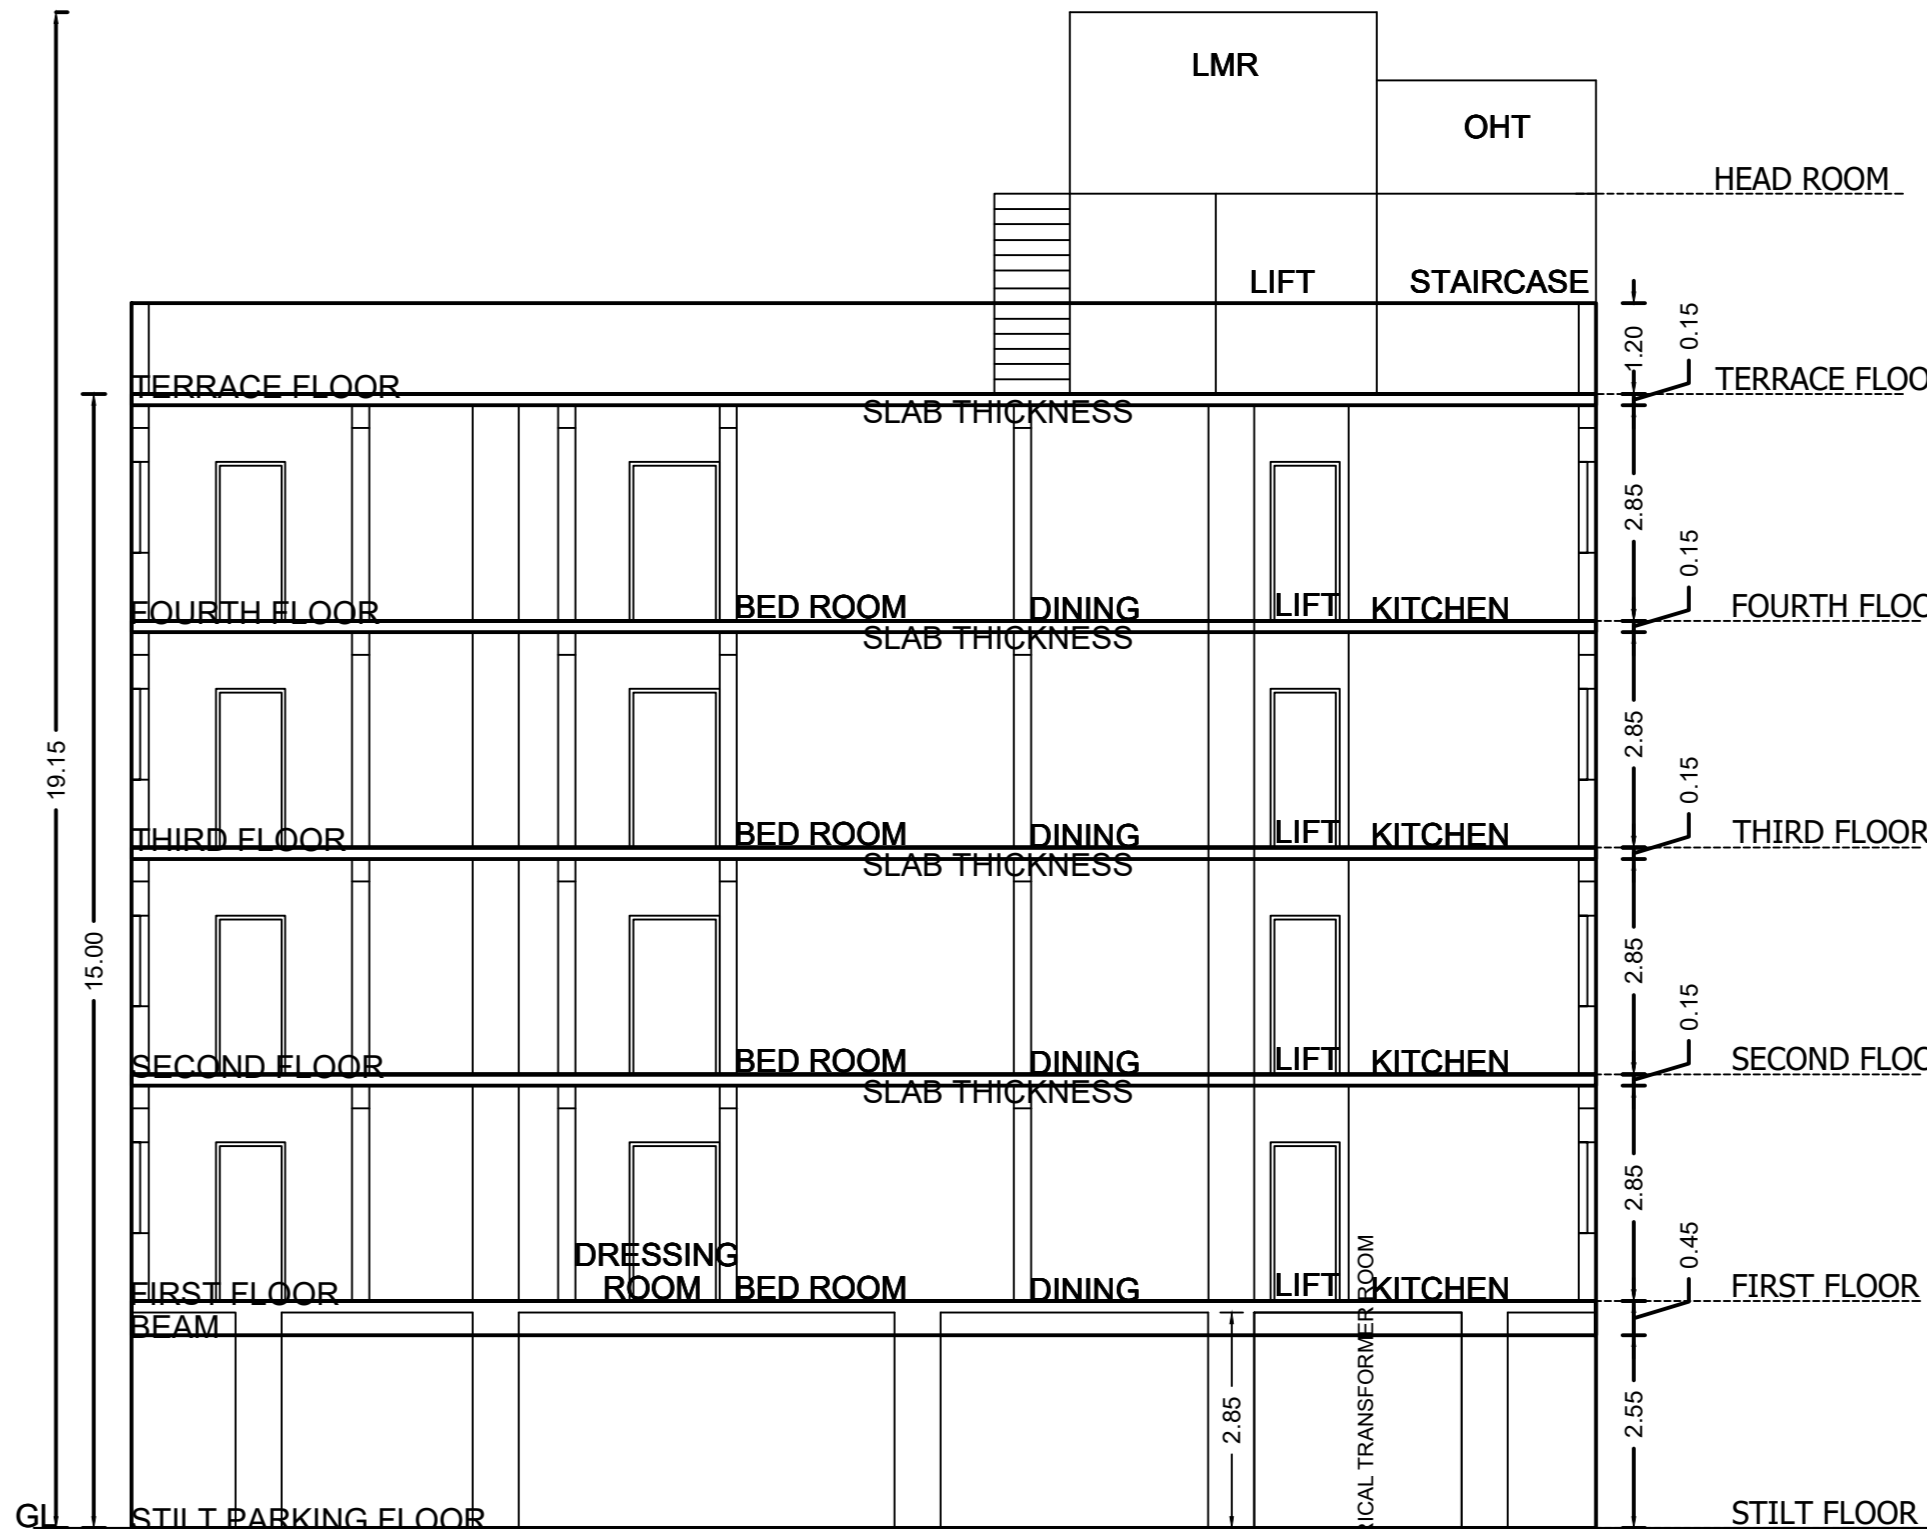 LMR
OHT
HEAD ROOM
LIFT
STAIRCASE
1.20
0.15
TERRACE FLOOR
TERRACE FLOO
SLAB THICKNESS
2.85
0.15
FOURTH FLOOR
BED ROOM
DINING
LIFT
KITCHEN
FOURTH FLOO
SLAB THICKNESS
19.15
2.85
0.15
THIRD FLOOR
BED ROOM
DINING
LIFT
KITCHEN
THIRD FLOOR
SLAB THICKNESS
15.00
2.85
0.15
SECOND FLOOR
BED ROOM
DINING
LIFT
KITCHEN
SECOND FLOO
SLAB THICKNESS
2.85
0.45
DRESSING
ROOM
FIRST FLOOR
BED ROOM
DINING
LIFT
KITCHEN
FIRST FLOOR
BEAM
RICAL TRANSFORMER ROOM
2.85
2.55
GL
STILT PARKING FLOOR
STILT FLOOR